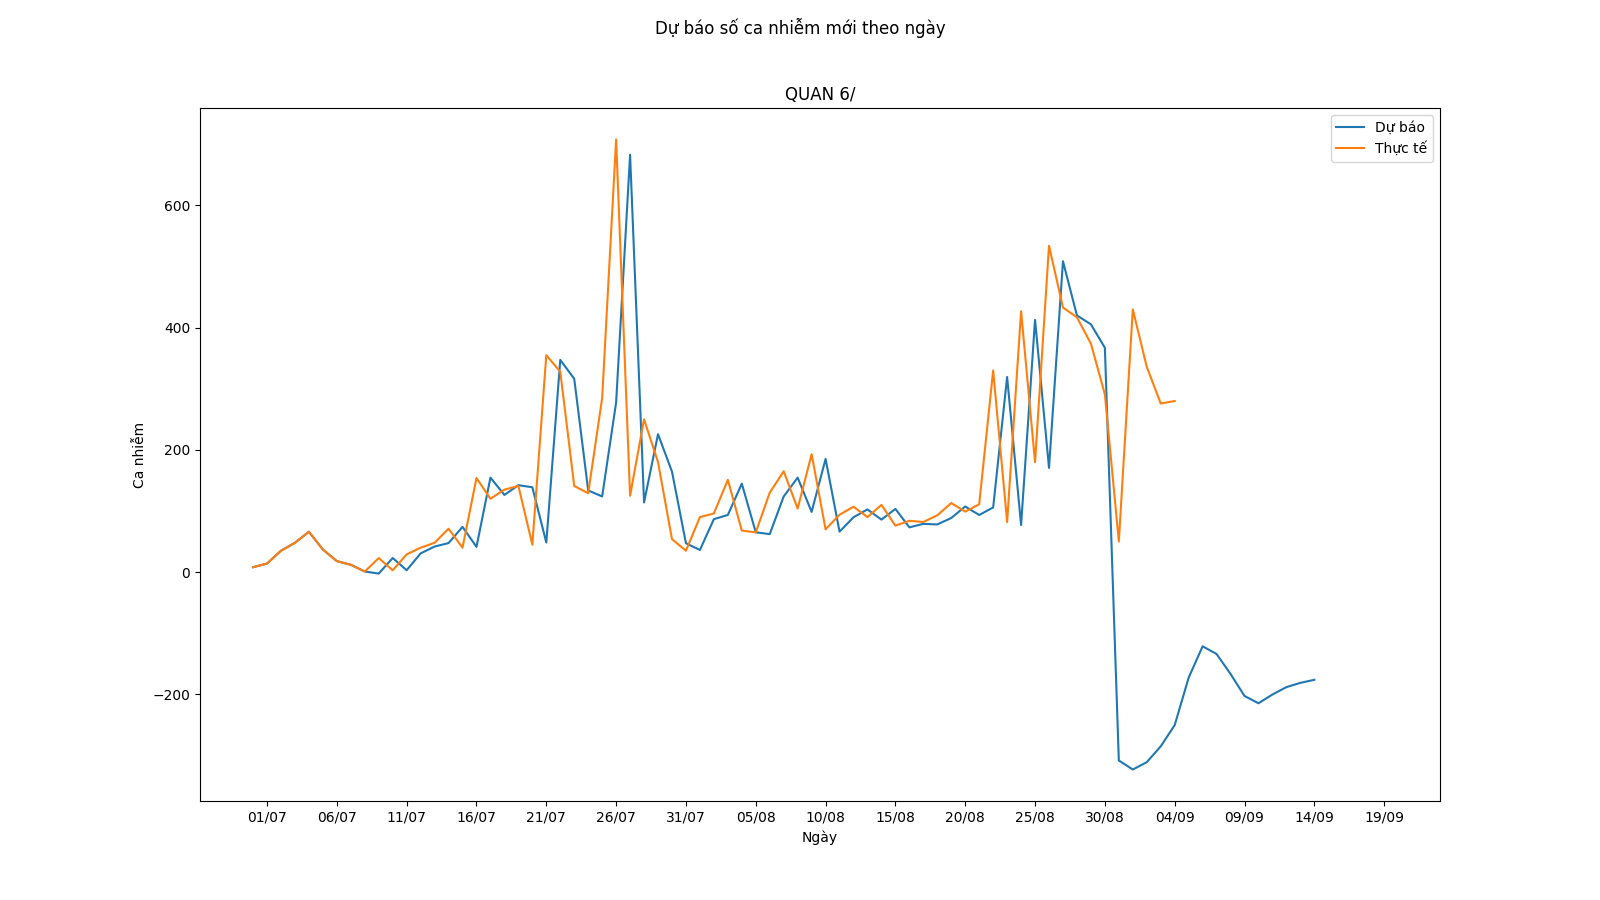 Dự báo số ca nhiễm mới theo ngày
QUAN 6/
Dự báo
Thực tế
600
400
200
0
−200
Ca nhiễm
01/07 06/07 11/07 16/07 21/07 26/07 31/07 05/08 10/08 15/08 20/08 25/08 30/08 04/09 09/09 14/09 19/09
Ngày